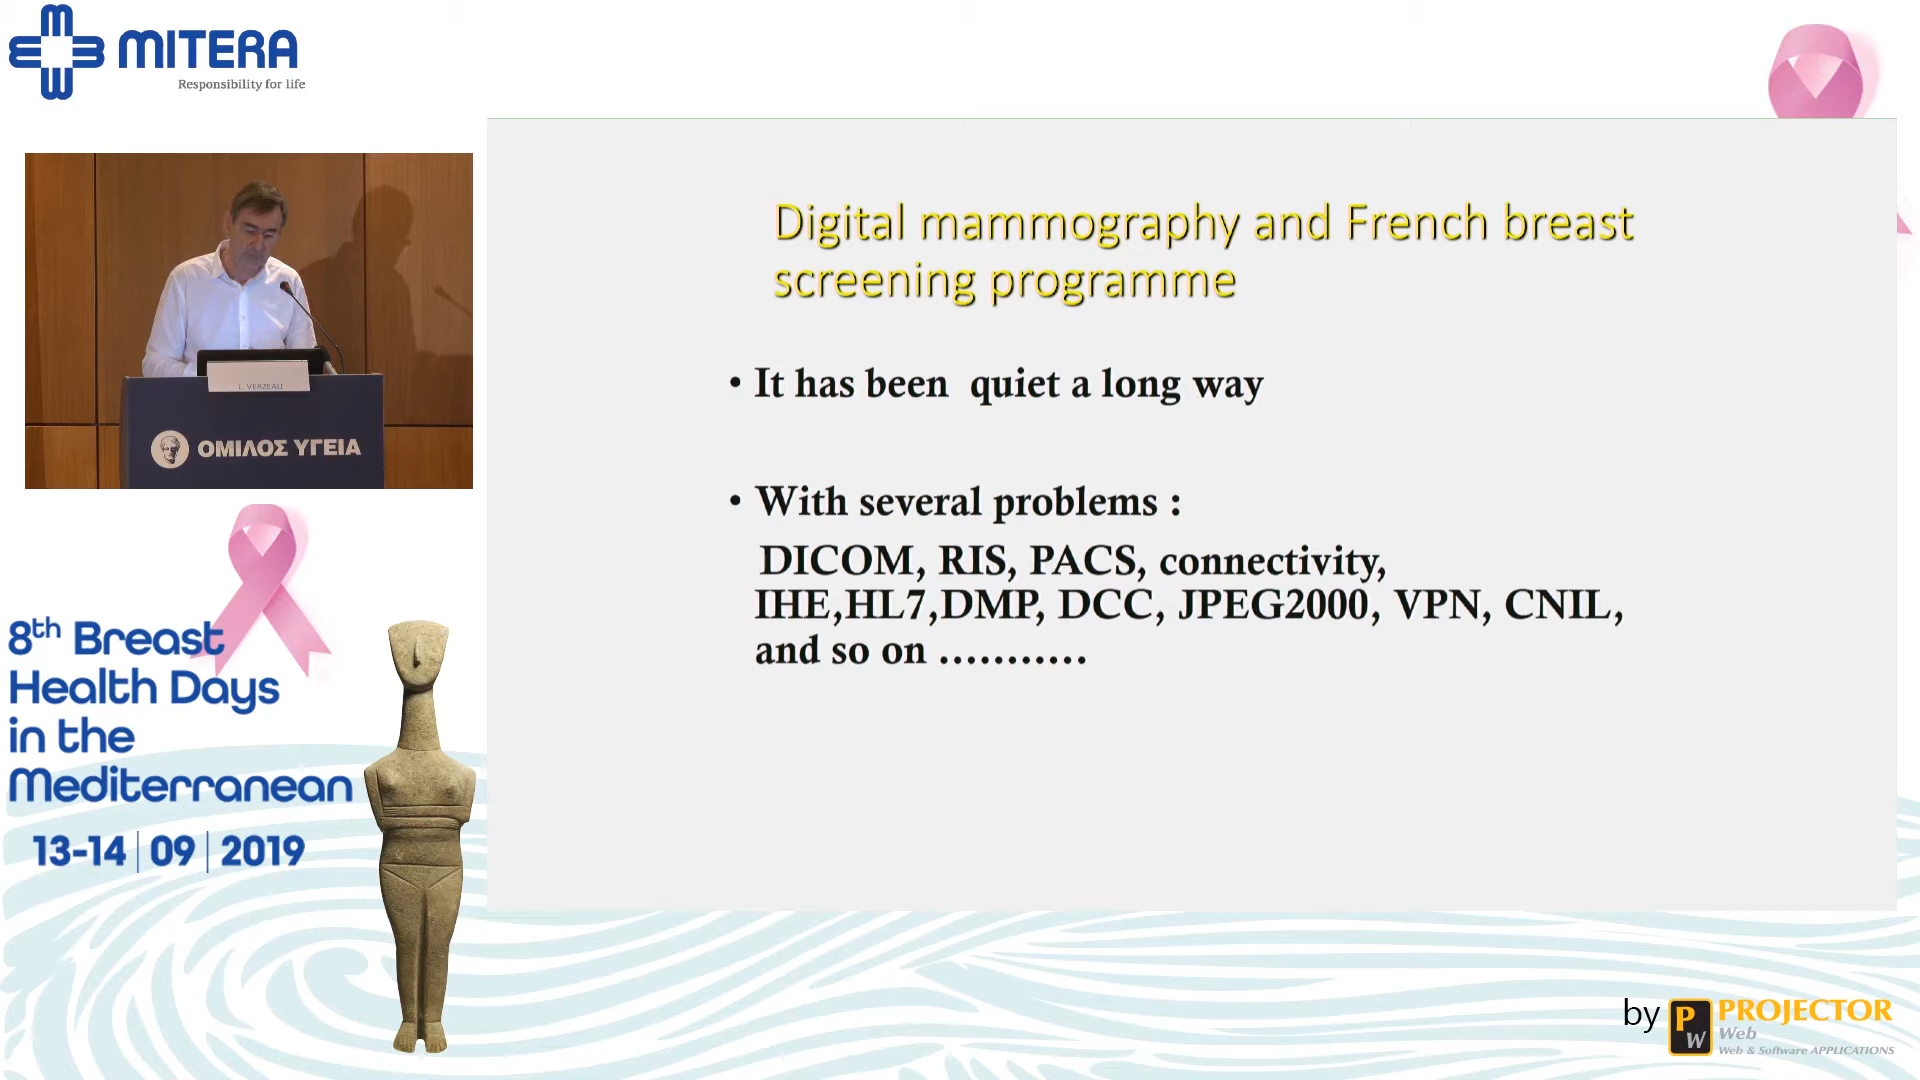 MITERA
Responsibility for life
Digital mammography and French breast
screening programme
• It has been  quiet a long way
• With several problems :
DICOM, RIS, PACS, connectivity,
IHE,HL7,DMP, DCC, JPEG2000, VPN, CNIL,
and so on ...........
L. VERZEAU
ΟΜΙΛΟΣ ΥΓΕΙΑ
8th Breast
Health Days
in the
Mediterranean
13-14 | 09 | 2019
by PW PROJECTOR
Web
Web & Software APPLICATIONS